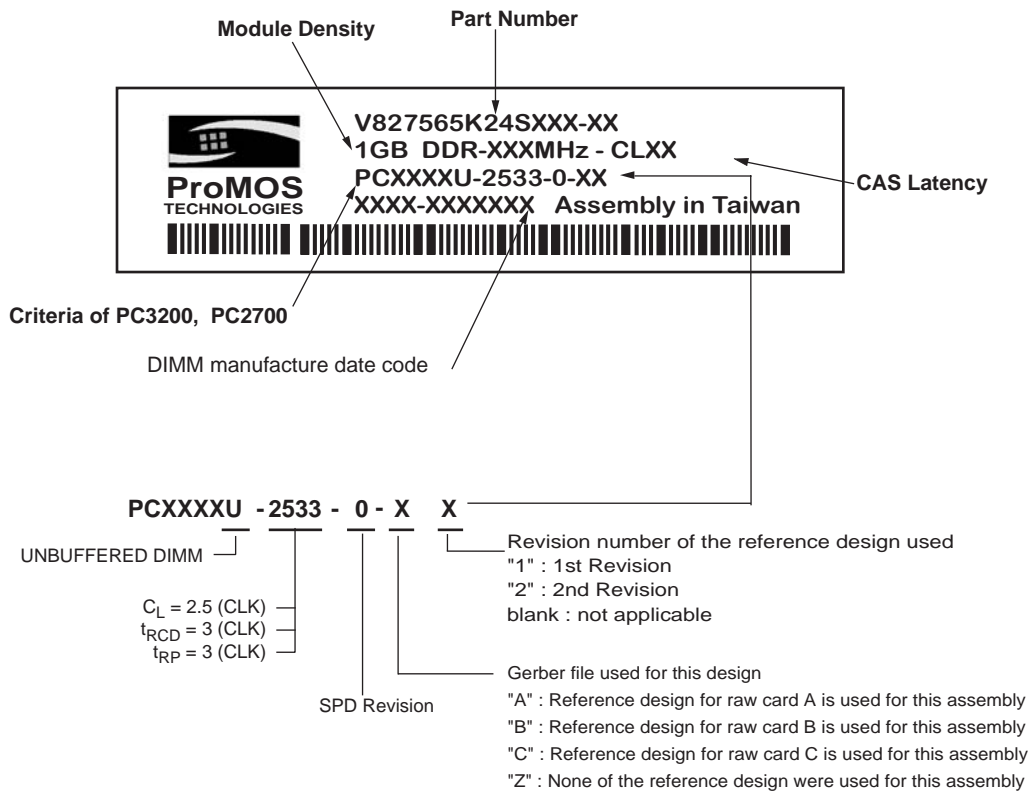 Module Density
Part Number
V827565K24SXXX-XX
1GB DDR-XXXMHz - CLXX
PCXXXXU-2533-0-XX
XXXX-XXXXXXX Assembly in Taiwan
ProMOS
TECHNOLOGIES
CAS Latency
Criteria of PC3200, PC2700
DIMM manufacture date code
PCXXXXU - 2533 - 0 - X X
UNBUFFERED DIMM
CL = 2.5 (CLK)
tRCD = 3 (CLK)
tRP = 3 (CLK)
SPD Revision
Revision number of the reference design used
"1" : 1st Revision
"2" : 2nd Revision
blank : not applicable
Gerber file used for this design
"A" : Reference design for raw card A is used for this assembly
"B" : Reference design for raw card B is used for this assembly
"C" : Reference design for raw card C is used for this assembly
"Z" : None of the reference design were used for this assembly